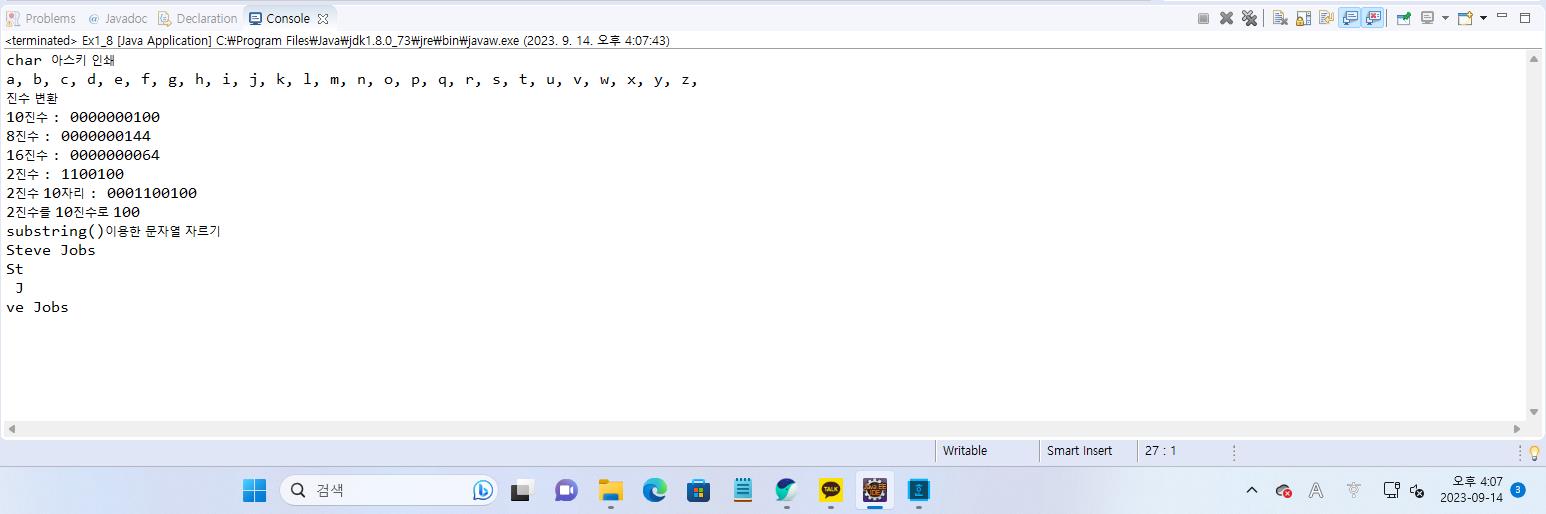 Problems @ Javadoc Declaration Console
<terminated> Ex1_8 [Java Application] C:₩Program Files₩Java₩jdk1.8.0_73₩jre₩bin₩javaw.exe (2023. 9. 14. 오후 4:07:43)
char 아스키 인쇄
a, b, c, d, e, f, g, h, i, j, k, l, m, n, o, p, q, r, s, t, u, v, w, x, y, z,
진수 변환
10진수 : 0000000100
8진수 : 0000000144
16진수 : 0000000064
2진수 : 1100100
2진수 10자리 : 0001100100
2진수를 10진수로 100
substring()이용한 문자열 자르기
Steve Jobs
St
 J
ve Jobs
Writable Smart Insert 27 : 1
검색 TALK Java EE IDE A 오후 4:07
2023-09-14 3